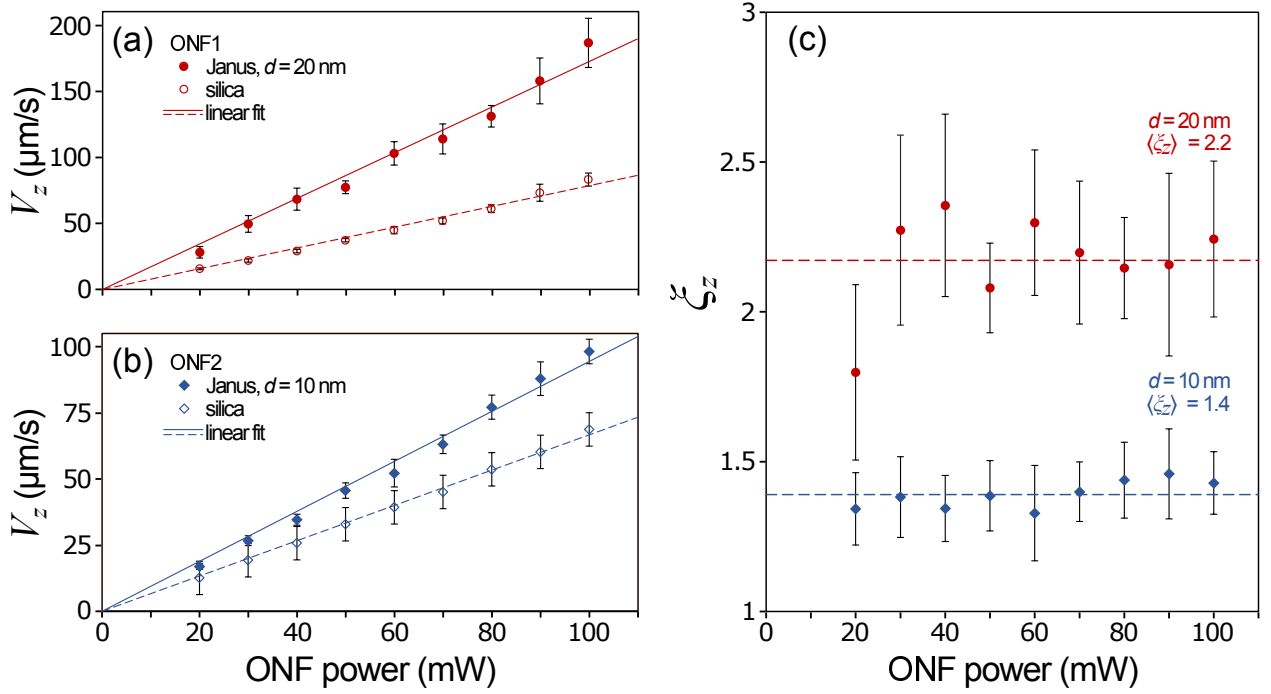 (a)
ONF1
Janus, d = 20 nm
silica
linear fit
V_z (µm/s)
200
150
100
50
0
(b)
ONF2
Janus, d = 10 nm
silica
linear fit
V_z (µm/s)
100
75
50
25
0
0 20 40 60 80 100
ONF power (mW)
(c)
ξ_z
3
2.5
2
1.5
1
d = 20 nm
⟨ξ_z⟩ = 2.2
d = 10 nm
⟨ξ_z⟩ = 1.4
0 20 40 60 80 100
ONF power (mW)